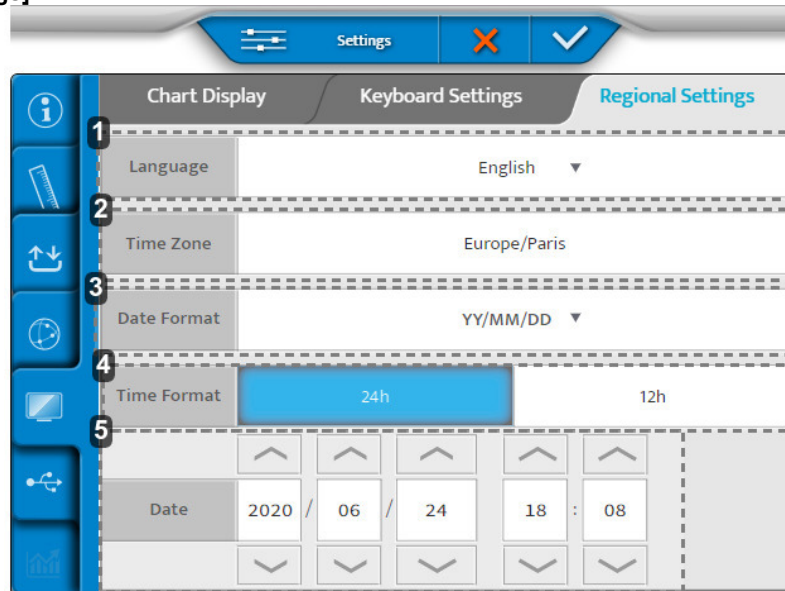 Settings
Chart Display Keyboard Settings Regional Settings
1
Language English ▼
2
Time Zone Europe/Paris
3
Date Format YY/MM/DD ▼
4
Time Format 24h 12h
5
Date 2020 / 06 / 24 18 : 08